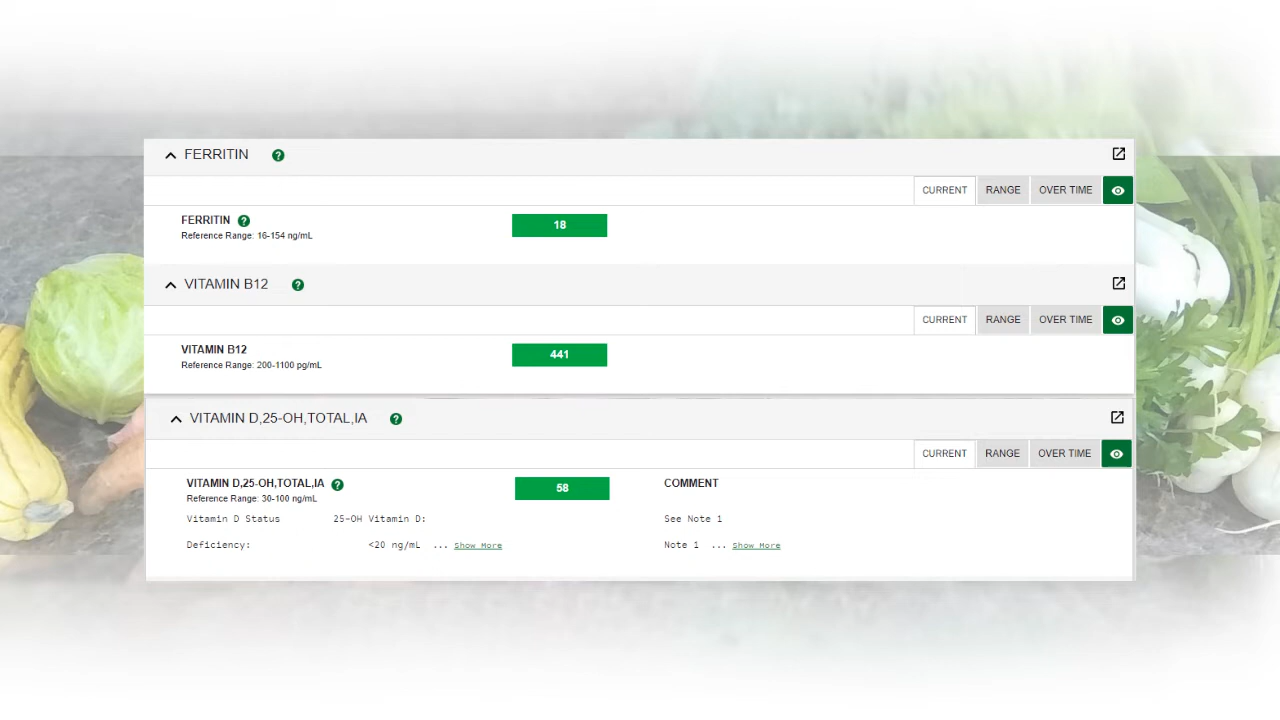 FERRITIN ?
CURRENT RANGE OVER TIME
FERRITIN ? 18
Reference Range: 16-154 ng/mL
VITAMIN B12 ?
CURRENT RANGE OVER TIME
VITAMIN B12 441
Reference Range: 200-1100 pg/mL
VITAMIN D,25-OH,TOTAL,IA ?
CURRENT RANGE OVER TIME
VITAMIN D,25-OH,TOTAL,IA ? 58 COMMENT
Reference Range: 30-100 ng/mL
Vitamin D Status 25-OH Vitamin D: See Note 1
Deficiency: <20 ng/mL ... Show More Note 1 ... Show More